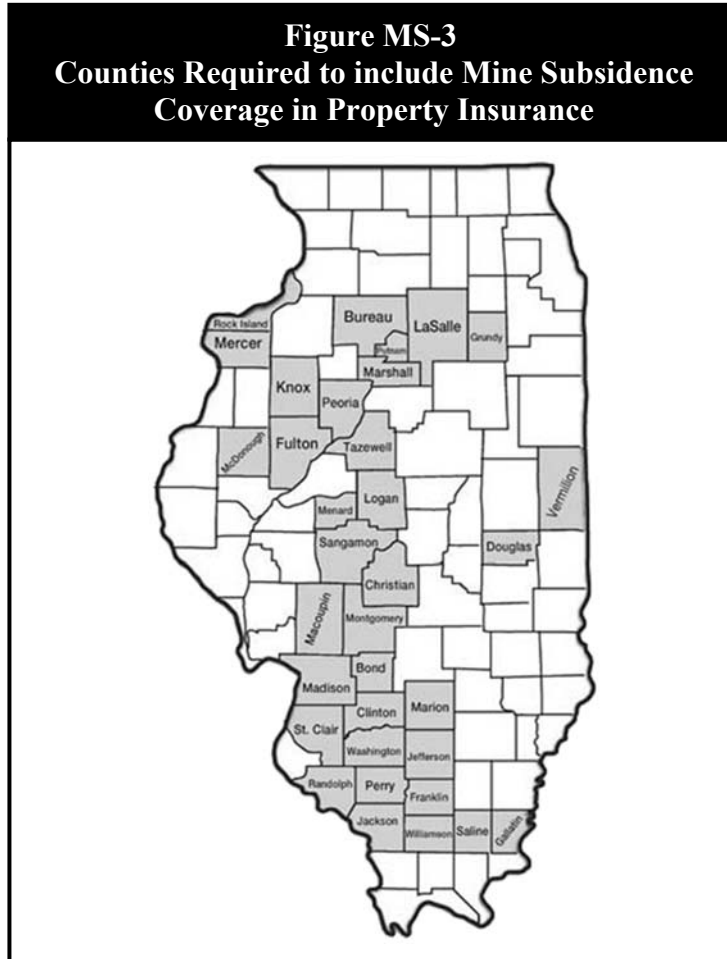 Figure MS-3
Counties Required to include Mine Subsidence
Coverage in Property Insurance
Rock Island
Mercer
Bureau
Putnam
LaSalle
Grundy
Marshall
Knox
Peoria
McDonough
Fulton
Tazewell
Vermilion
Logan
Menard
Sangamon
Douglas
Christian
Macoupin
Montgomery
Bond
Madison
Clinton
Marion
St. Clair
Washington
Jefferson
Randolph
Perry
Franklin
Jackson
Williamson
Saline
Gallatin